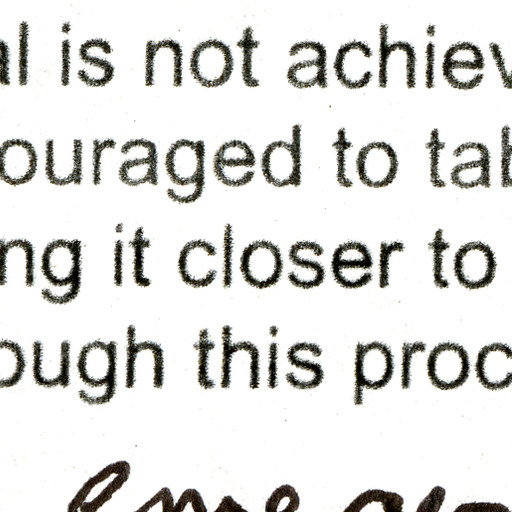 al is not achiev
ouraged to tab
ng it closer to
ough this proc